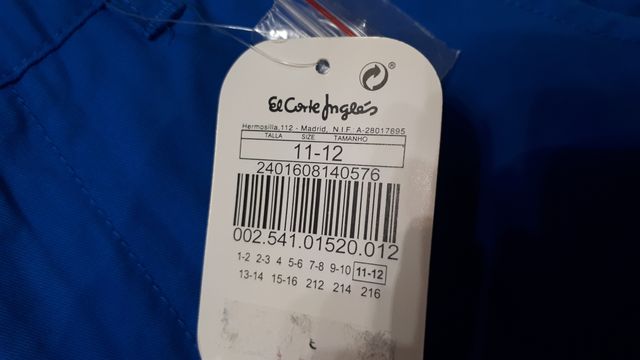 ®
El Corte Inglés
Hermosilla,112 - Madrid, N.I.F. A-28017895
TALLA SIZE TAMANHO
11-12
2401608140576
002.541.01520.012
1-2 2-3 4 5-6 7-8 9-10 11-12
13-14 15-16 212 214 216